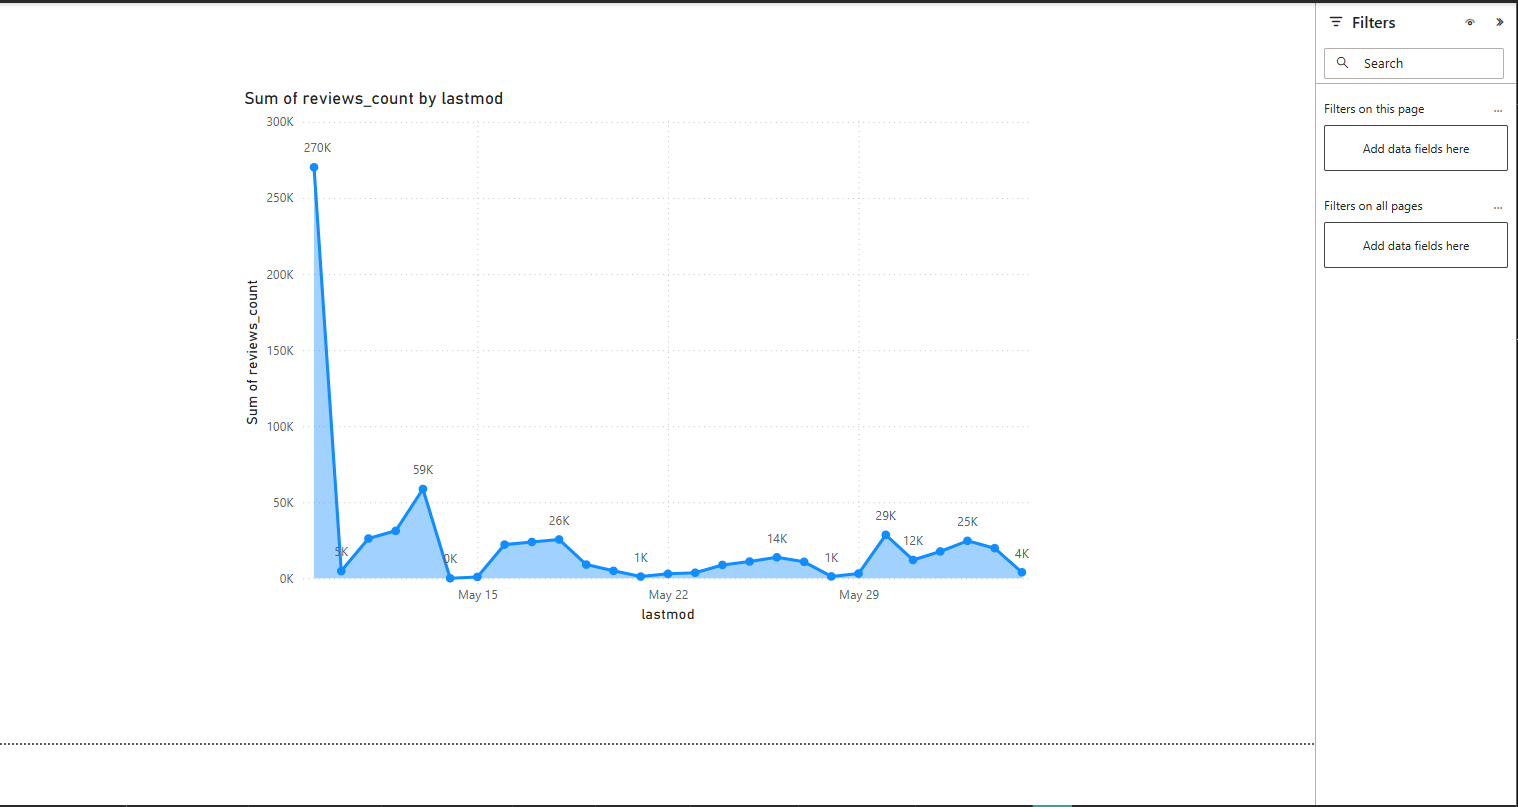 Filters
Search
Filters on this page
...
Add data fields here
Filters on all pages
...
Add data fields here
Sum of reviews_count by lastmod
300K
250K
200K
150K
100K
50K
0K
Sum of reviews_count
270K
5K
59K
0K
26K
1K
14K
1K
29K
12K
25K
4K
May 15
May 22
May 29
lastmod